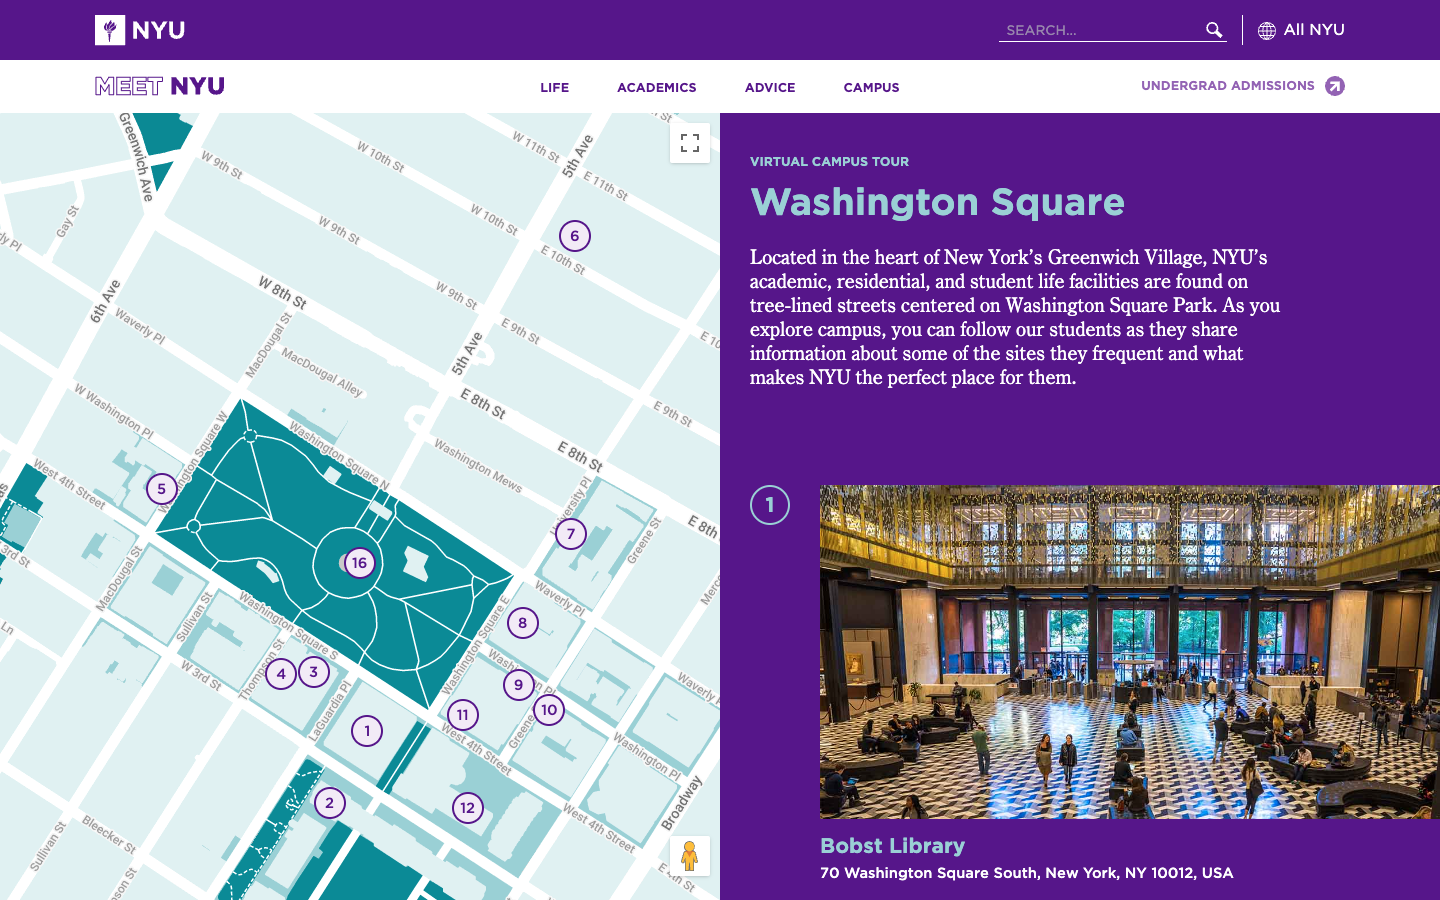 NYU
SEARCH...
All NYU
MEET NYU
LIFE
ACADEMICS
ADVICE
CAMPUS
UNDERGRAD ADMISSIONS
VIRTUAL CAMPUS TOUR
Washington Square
Located in the heart of New York’s Greenwich Village, NYU’s
academic, residential, and student life facilities are found on
tree-lined streets centered on Washington Square Park. As you
explore campus, you can follow our students as they share
information about some of the sites they frequent and what
makes NYU the perfect place for them.
1
Bobst Library
70 Washington Square South, New York, NY 10012, USA
Greenwich Ave
W 9th St
W 10th St
W 11th St
5th Ave
E 11th St
Gay St
W 10th St
W 9th St
6
E 10th St
6th Ave
W 8th St
W 9th St
Waverly Pl
MacDougal St
E 9th St
MacDougal Alley
5th Ave
W Washington Pl
E 8th St
E 9th St
Washington Square W
Washington Square N
Washington Mews
E 8th St
West 4th Street
5
University Pl
7
E 8th
3rd St
Greene St
16
MacDougal St
Waverly Pl
Sullivan St
Washington Square S
Washington Square E
8
Ln
W 3rd St
Thompson St
4
3
9
10
Waverly
LaGuardia Pl
11
Greene
1
West 4th Street
Washington Pl
2
12
Broadway
West 4th St
Bleecker St
Sullivan St
E 4th St